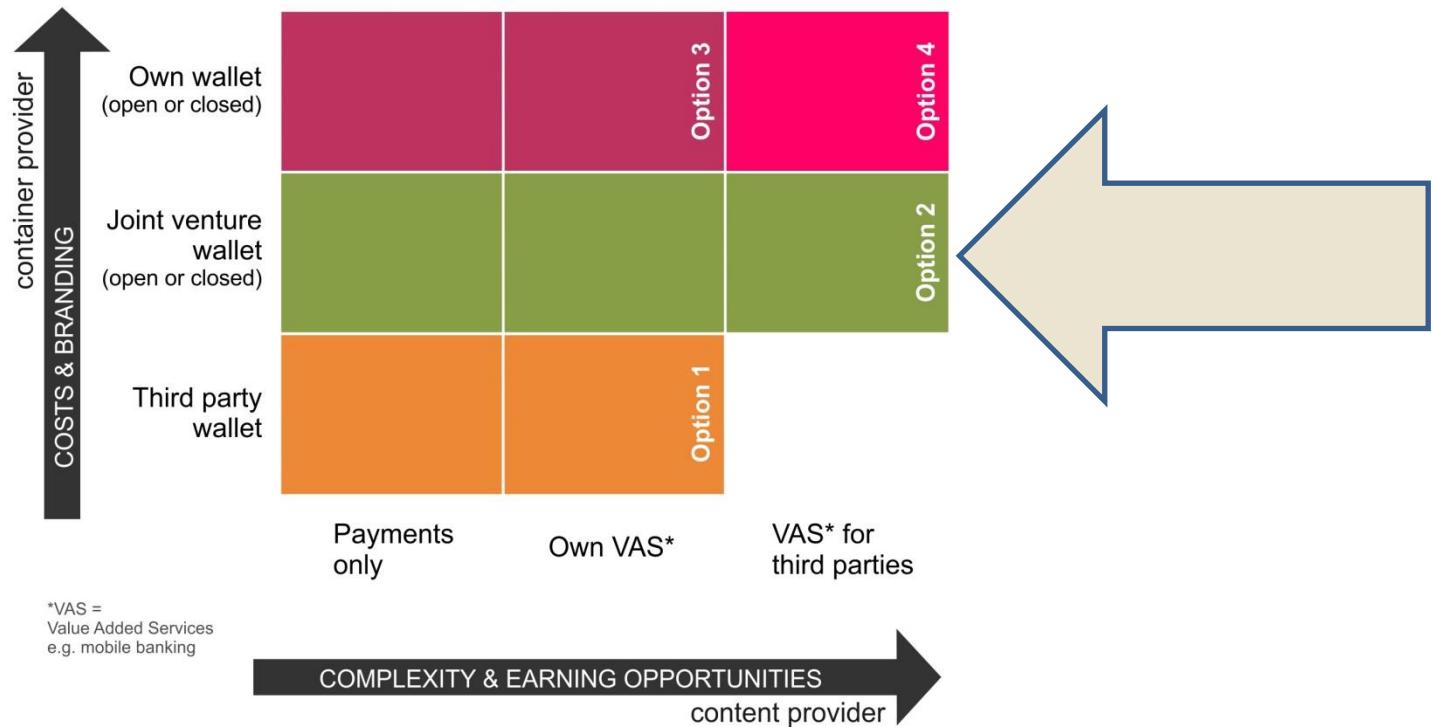 container provider
COSTS & BRANDING
Own wallet
(open or closed)
Joint venture
wallet
(open or closed)
Third party
wallet
Option 3
Option 4
Option 2
Option 1
Payments
only
Own VAS*
VAS* for
third parties
*VAS =
Value Added Services
e.g. mobile banking
COMPLEXITY & EARNING OPPORTUNITIES
content provider